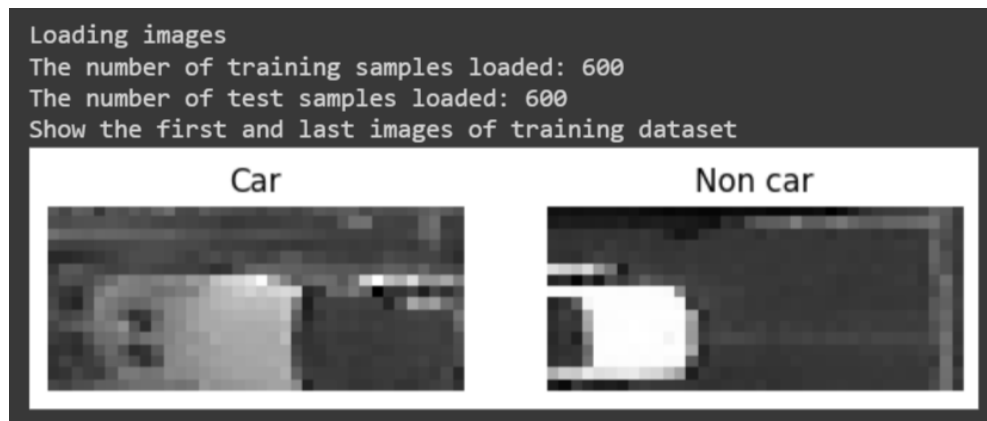 Loading images
The number of training samples loaded: 600
The number of test samples loaded: 600
Show the first and last images of training dataset
Car
Non car